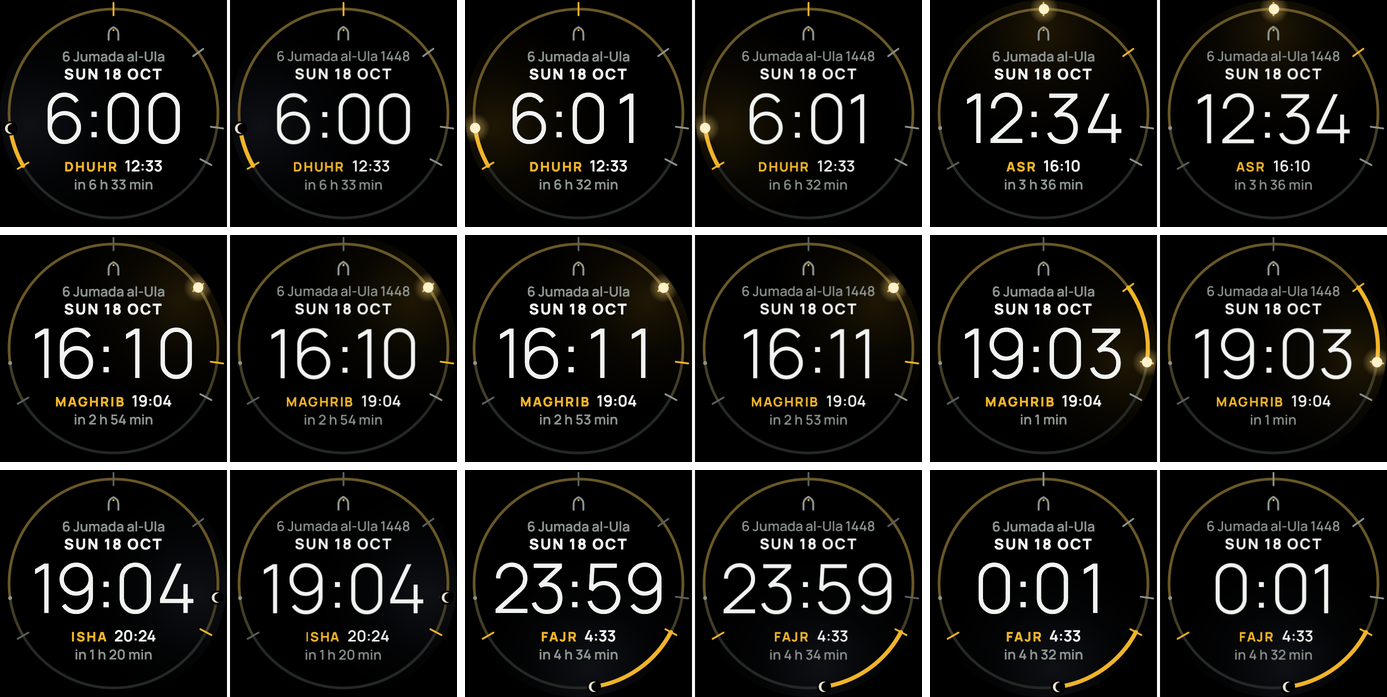 6 Jumada al-Ula
SUN 18 OCT
6:00
DHUHR 12:33
in 6 h 33 min
6 Jumada al-Ula 1448
SUN 18 OCT
6:00
DHUHR 12:33
in 6 h 33 min
6 Jumada al-Ula
SUN 18 OCT
6:01
DHUHR 12:33
in 6 h 32 min
6 Jumada al-Ula 1448
SUN 18 OCT
6:01
DHUHR 12:33
in 6 h 32 min
6 Jumada al-Ula
SUN 18 OCT
12:34
ASR 16:10
in 3 h 36 min
6 Jumada al-Ula 1448
SUN 18 OCT
12:34
ASR 16:10
in 3 h 36 min
6 Jumada al-Ula
SUN 18 OCT
16:10
MAGHRIB 19:04
in 2 h 54 min
6 Jumada al-Ula 1448
SUN 18 OCT
16:10
MAGHRIB 19:04
in 2 h 54 min
6 Jumada al-Ula
SUN 18 OCT
16:11
MAGHRIB 19:04
in 2 h 53 min
6 Jumada al-Ula 1448
SUN 18 OCT
16:11
MAGHRIB 19:04
in 2 h 53 min
6 Jumada al-Ula
SUN 18 OCT
19:03
MAGHRIB 19:04
in 1 min
6 Jumada al-Ula 1448
SUN 18 OCT
19:03
MAGHRIB 19:04
in 1 min
6 Jumada al-Ula
SUN 18 OCT
19:04
ISHA 20:24
in 1 h 20 min
6 Jumada al-Ula 1448
SUN 18 OCT
19:04
ISHA 20:24
in 1 h 20 min
6 Jumada al-Ula
SUN 18 OCT
23:59
FAJR 4:33
in 4 h 34 min
6 Jumada al-Ula 1448
SUN 18 OCT
23:59
FAJR 4:33
in 4 h 34 min
6 Jumada al-Ula
SUN 18 OCT
0:01
FAJR 4:33
in 4 h 32 min
6 Jumada al-Ula 1448
SUN 18 OCT
0:01
FAJR 4:33
in 4 h 32 min